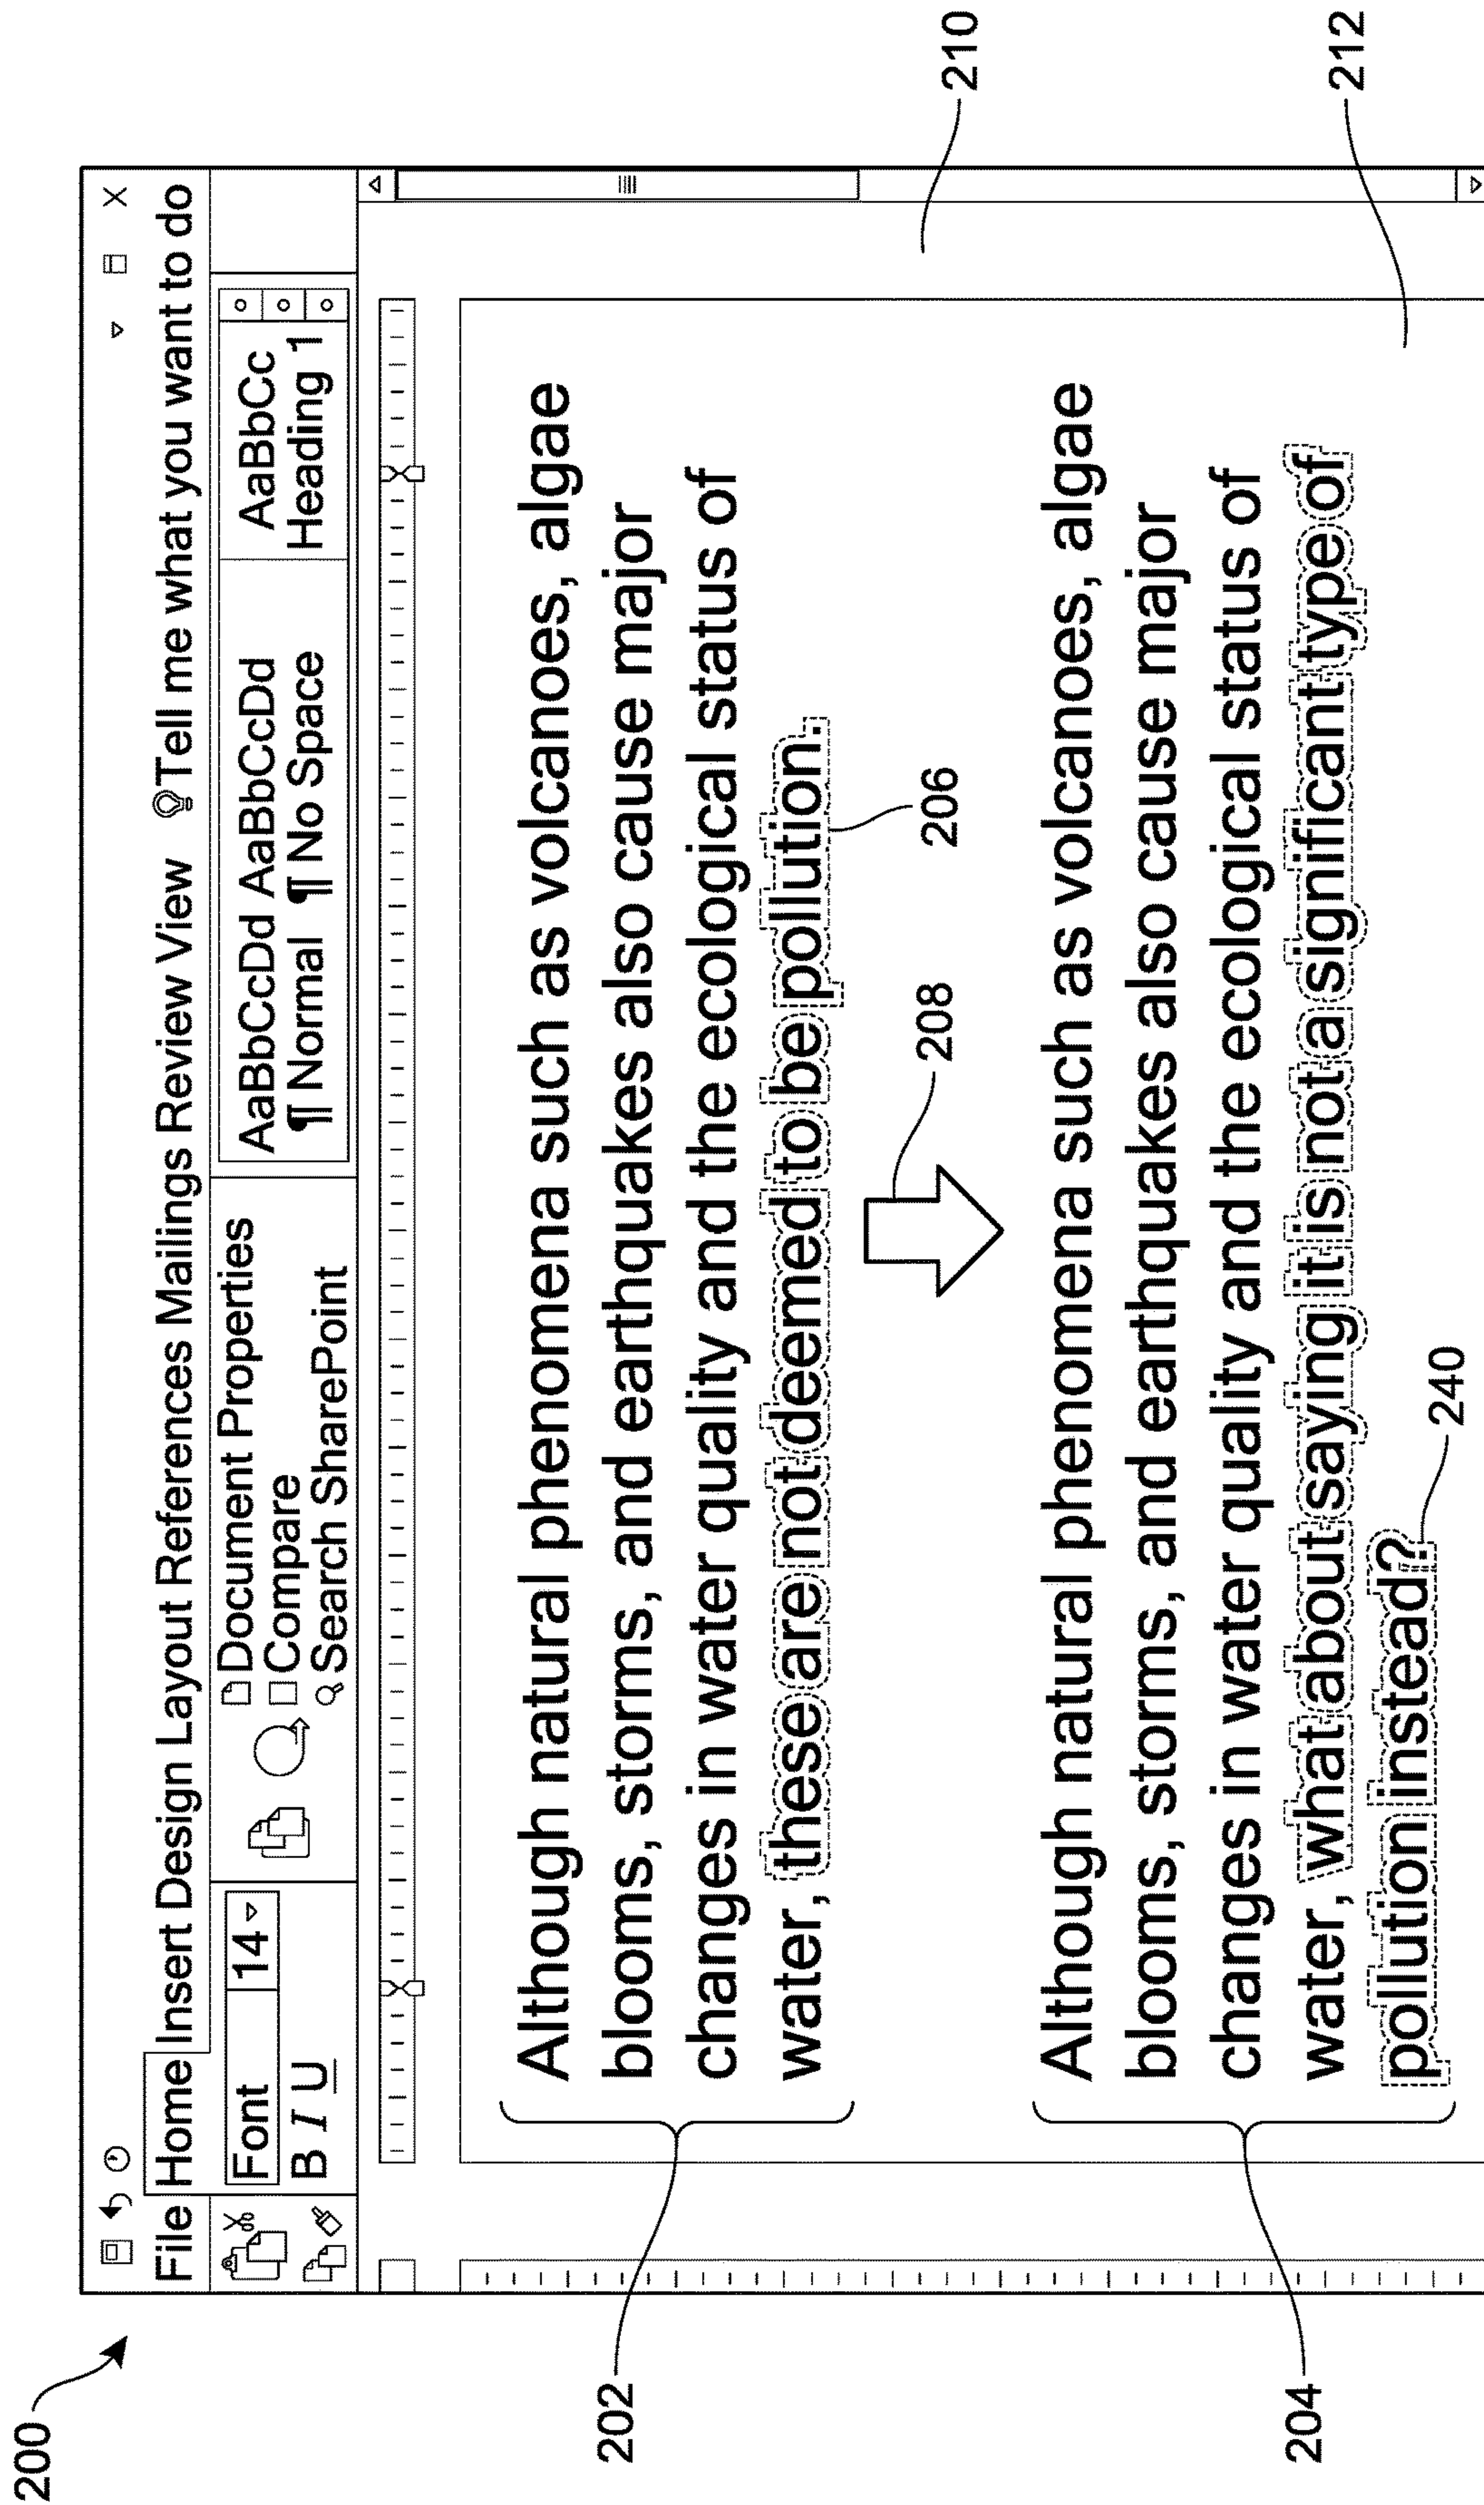 200
File Home Insert Design Layout References Mailings Review View Tell me what you want to do
Font 14
B I U
Document Properties
Compare
Search SharePoint
AaBbCcDd AaBbCcDd AaBbCc
¶ Normal ¶ No Space Heading 1
202
Although natural phenomena such as volcanoes, algae
blooms, storms, and earthquakes also cause major
changes in water quality and the ecological status of
water, these are not deemed to be pollution.
206
208
210
204
Although natural phenomena such as volcanoes, algae
blooms, storms, and earthquakes also cause major
changes in water quality and the ecological status of
water, what about saying it is not a significant type of
pollution instead?
240
212